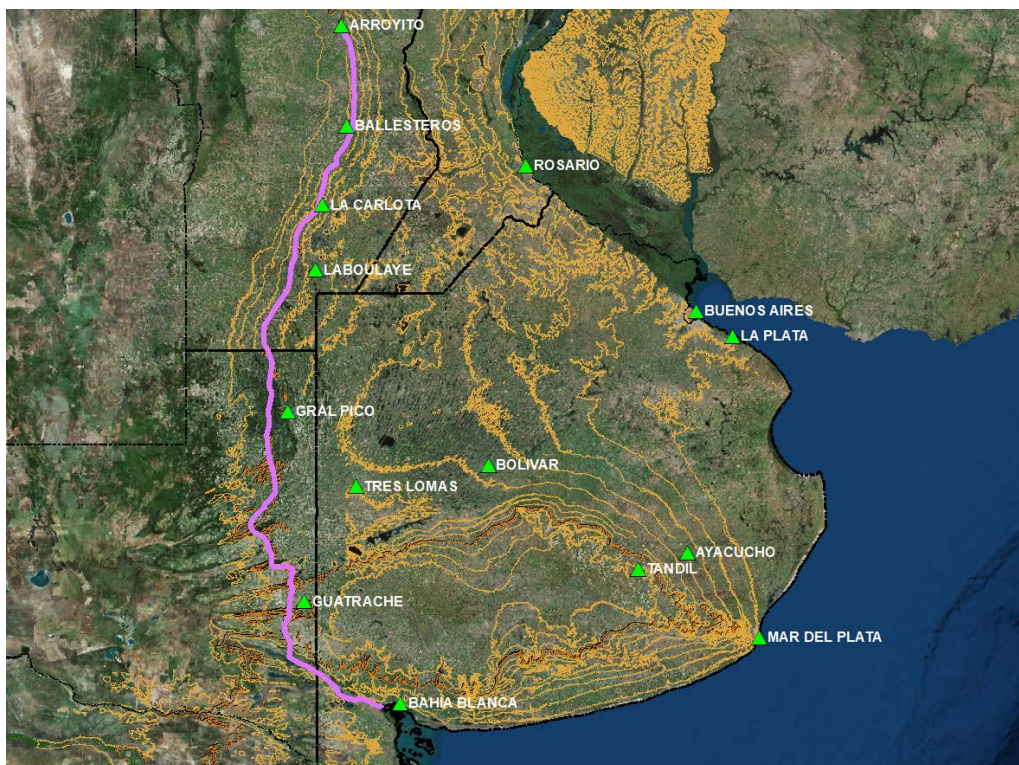 ARROYITO
BALLESTEROS
ROSARIO
LA CARLOTA
LABOULAYE
BUENOS AIRES
LA PLATA
GRAL PICO
BOLIVAR
TRES LOMAS
AYACUCHO
TANDIL
GUATRACHE
MAR DEL PLATA
BAHIA BLANCA